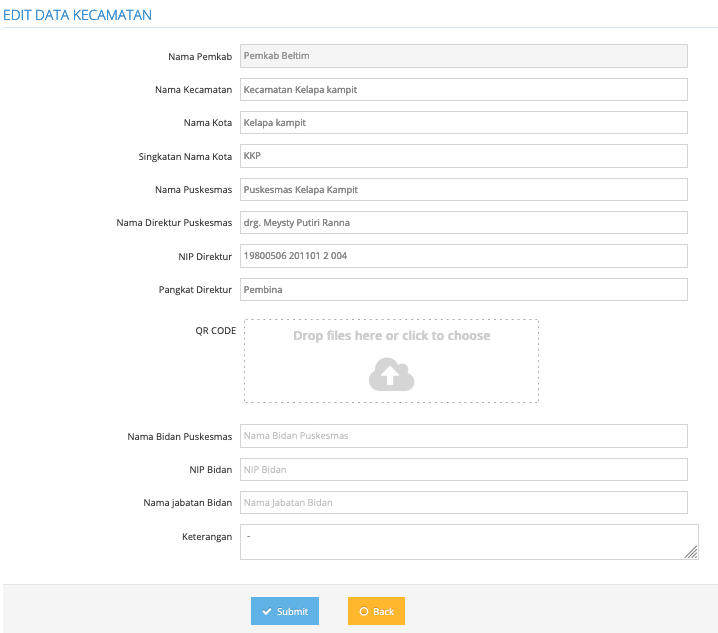 EDIT DATA KECAMATAN
Nama Pemkab Pemkab Beltim
Nama Kecamatan Kecamatan Kelapa kampit
Nama Kota Kelapa kampit
Singkatan Nama Kota KKP
Nama Puskesmas Puskesmas Kelapa Kampit
Nama Direktur Puskesmas drg. Meysty Putiri Ranna
NIP Direktur 19800506 201101 2 004
Pangkat Direktur Pembina
QR CODE Drop files here or click to choose
Nama Bidan Puskesmas Nama Bidan Puskesmas
NIP Bidan NIP Bidan
Nama jabatan Bidan Nama Jabatan Bidan
Keterangan -
Submit Back